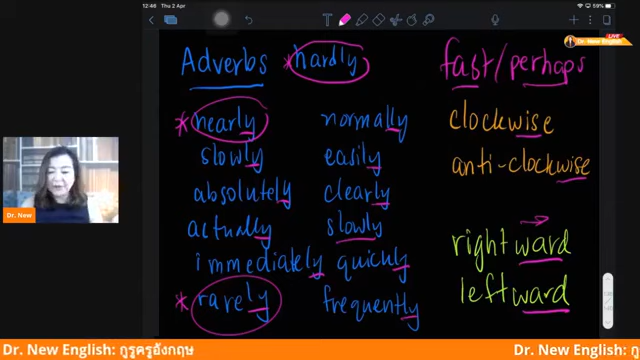 12:46 Thu 2 Apr
59%
LIVE
Dr. New English
Adverbs *hardly fast/perhaps
*nearly normally clockwise
slowly easily anti-clockwise
absolutely clearly
actually slowly rightward
immediately quickly leftward
*rarely frequently
Dr. New
Dr. New English: กูรูครูอังกฤษ Dr. New English: กู